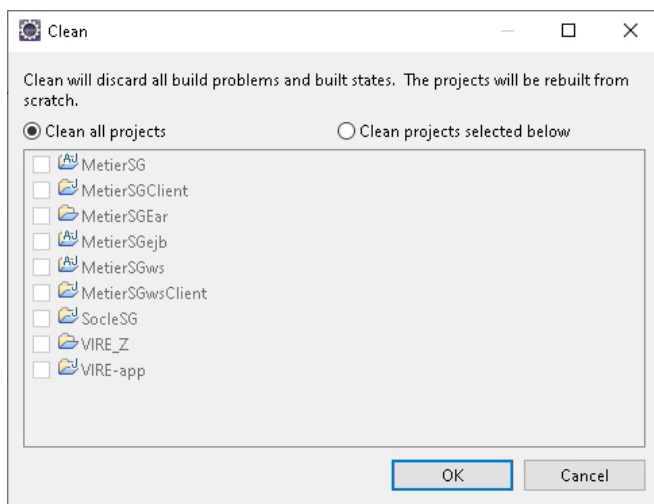 Clean
Clean will discard all build problems and built states. The projects will be rebuilt from
scratch.
Clean all projects
Clean projects selected below
MetierSG
MetierSGClient
MetierSGEar
MetierSGejb
MetierSGws
MetierSGwsClient
SocleSG
VIRE_Z
VIRE-app
OK
Cancel